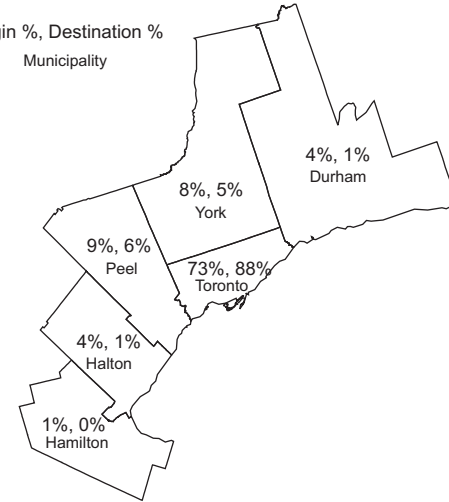 gin %, Destination %
Municipality
4%, 1%
Durham
8%, 5%
York
9%, 6%
Peel
73%, 88%
Toronto
4%, 1%
Halton
1%, 0%
Hamilton